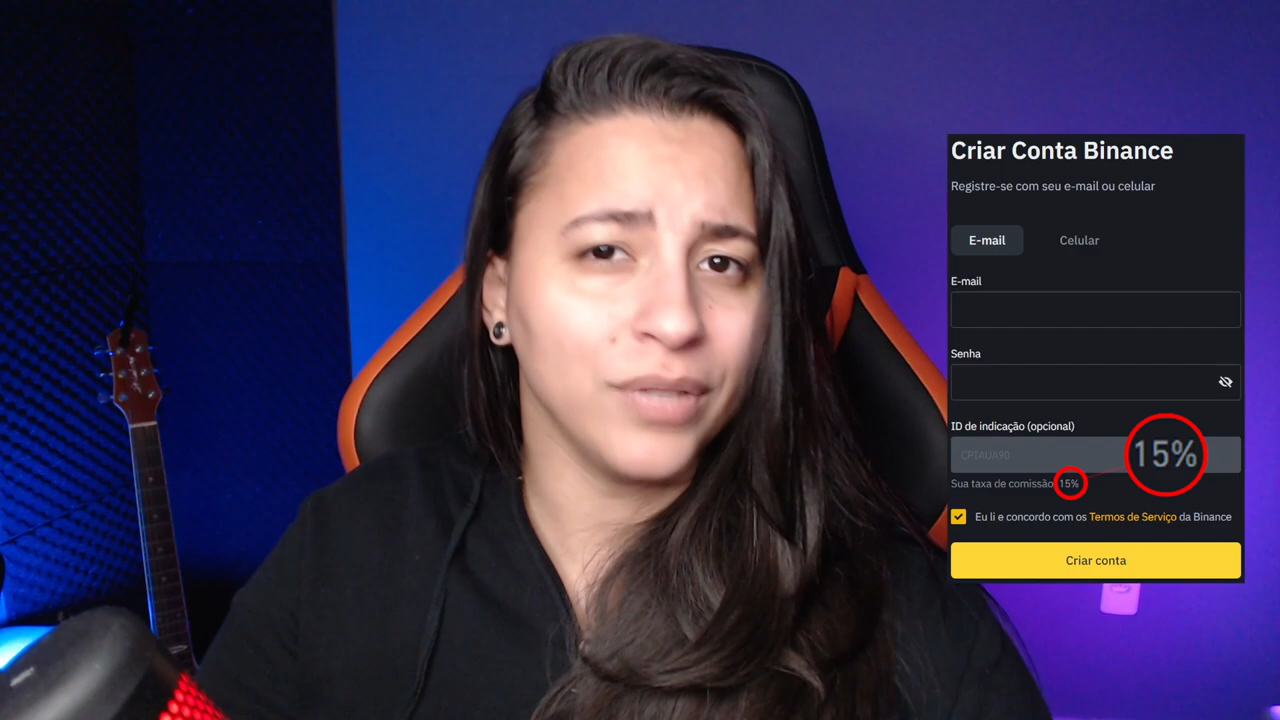 Criar Conta Binance
Registre-se com seu e-mail ou celular
E-mail Celular
E-mail
Senha
ID de indicação (opcional)
CPIAUA90
15%
Sua taxa de comissão 15%
Eu li e concordo com os Termos de Serviço da Binance
Criar conta